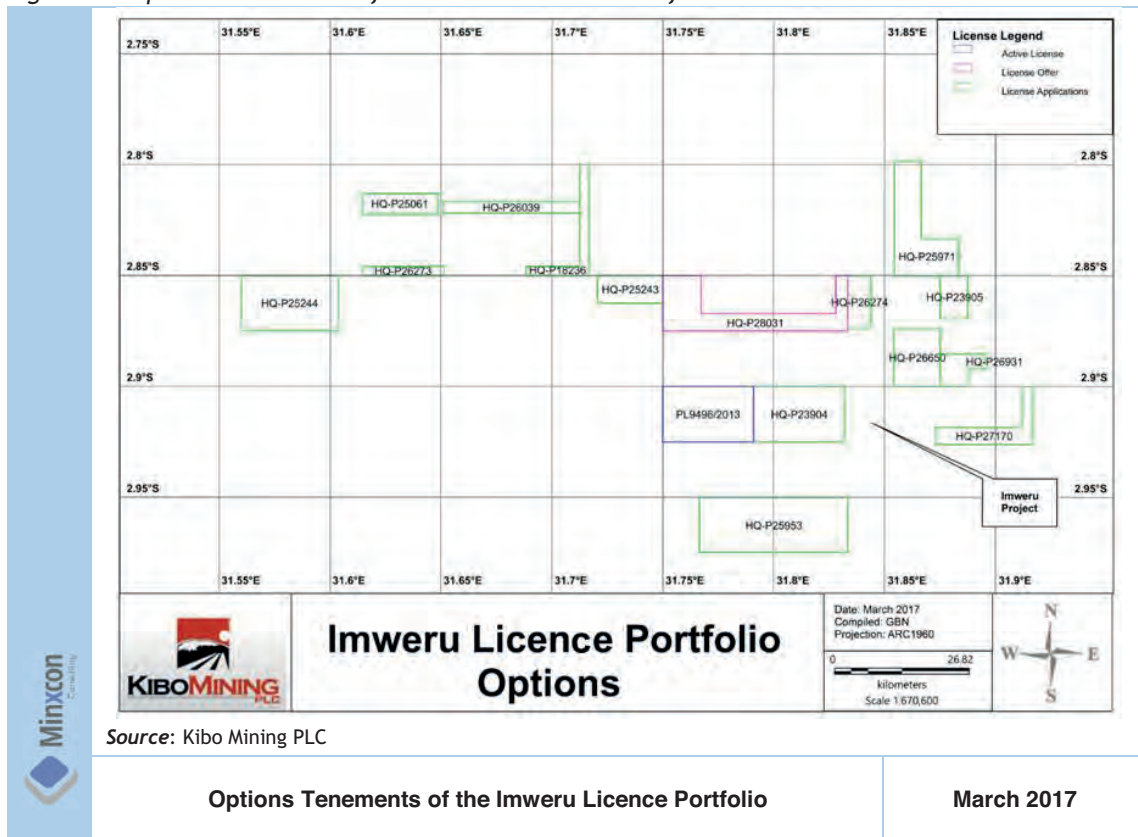 31.55°E 31.6°E 31.65°E 31.7°E 31.75°E 31.8°E 31.85°E
License Legend
Active License
License Offer
License Applications
2.75°S
2.8°S 2.8°S
HQ-P25061
HQ-P26039
HQ-P25971
2.85°S 2.85°S
HQ-P26273
HQ-P18236
HQ-P25244
HQ-P25243
HQ-P26274
HQ-P23905
HQ-P28031
HQ-P26650
HQ-P26931
2.9°S 2.9°S
PL9496/2013
HQ-P23904
HQ-P27170
2.95°S 2.95°S
Imweru
Project
HQ-P25953
31.55°E 31.6°E 31.65°E 31.7°E 31.75°E 31.8°E 31.85°E 31.9°E
KIBOMINING
PLC
Imweru Licence Portfolio
Options
Date: March 2017
Compiled: GBN
Projection: ARC1960
0 26.82
kilometers
Scale 1:670,600
N
W E
S
Minxcon
Consulting
Source: Kibo Mining PLC
Options Tenements of the Imweru Licence Portfolio
March 2017